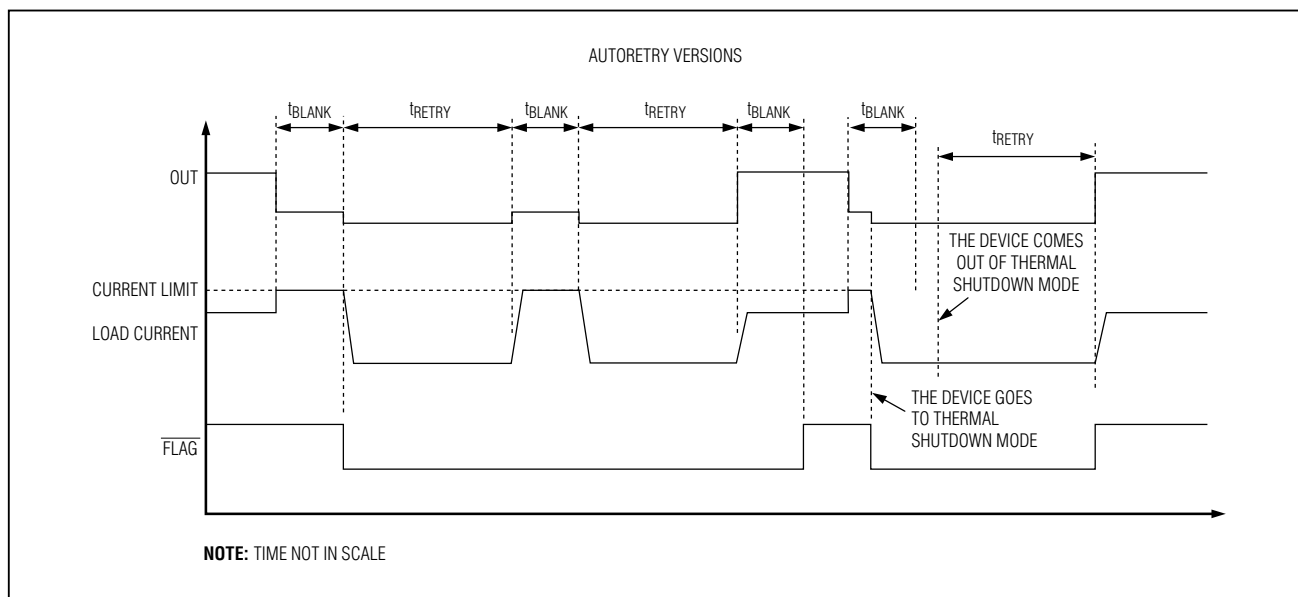 AUTORETRY VERSIONS
tBLANK
tRETRY
tBLANK
tRETRY
tBLANK
tBLANK
tRETRY
OUT
THE DEVICE COMES
OUT OF THERMAL
SHUTDOWN MODE
CURRENT LIMIT
LOAD CURRENT
THE DEVICE GOES
TO THERMAL
SHUTDOWN MODE
FLAG
NOTE: TIME NOT IN SCALE